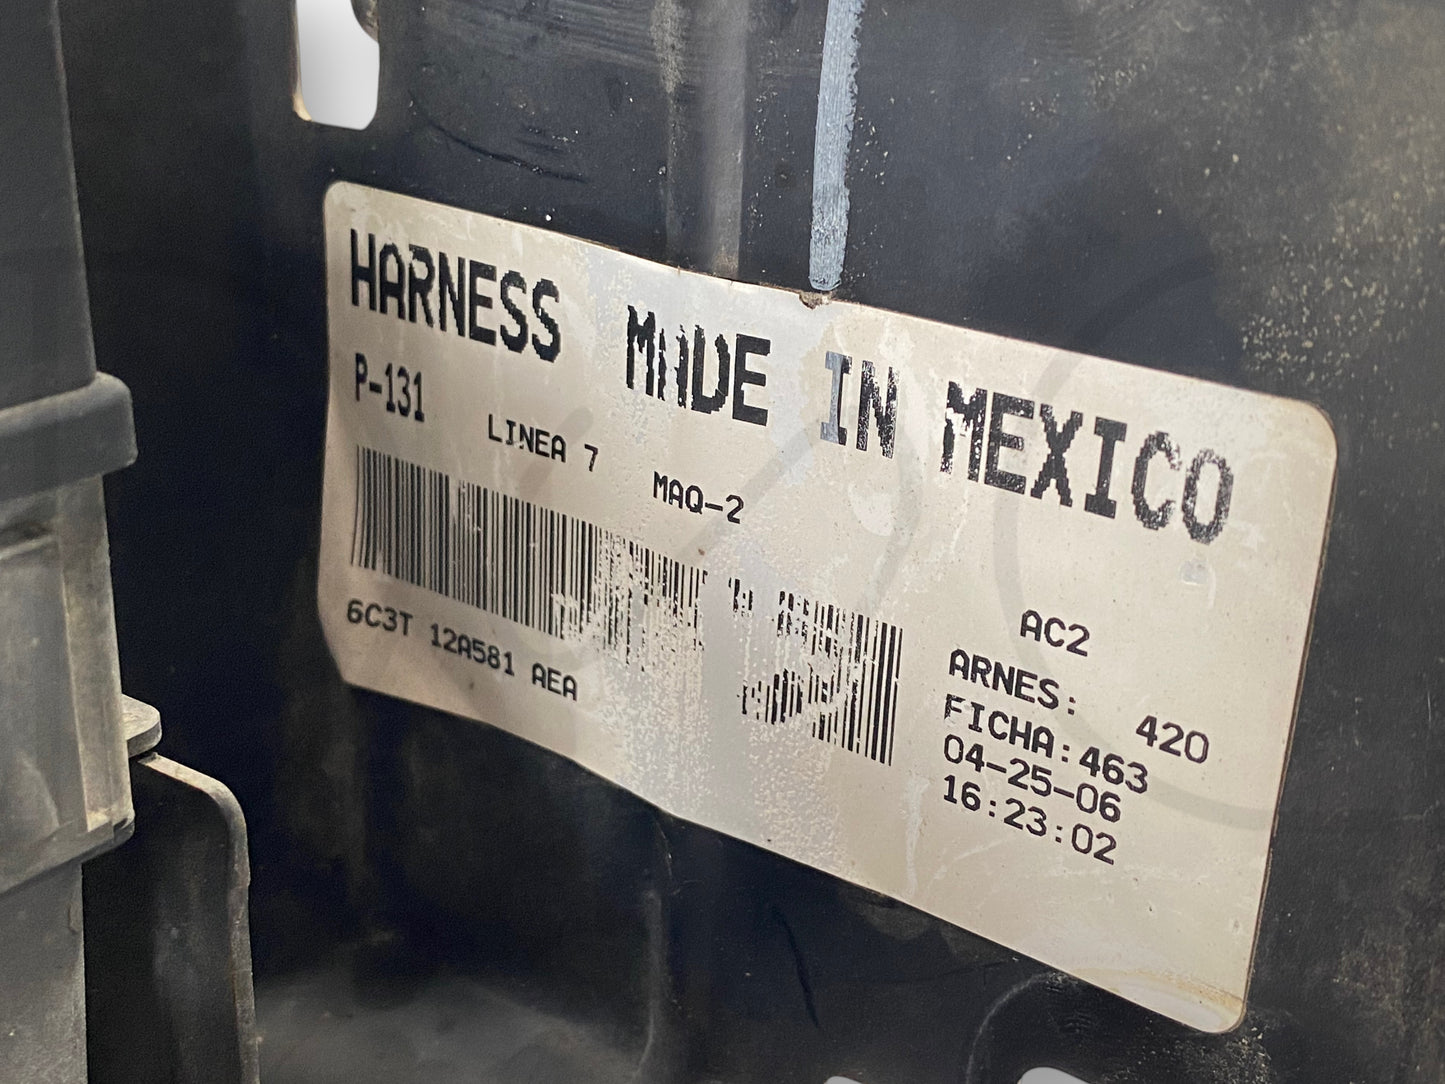 HARNESS MADE IN MEXICO
P-131
LINEA 7
MAQ-2
6C3T 12A581 AEA
AC2
ARNES: 420
FICHA:463
04-25-06
16:23:02